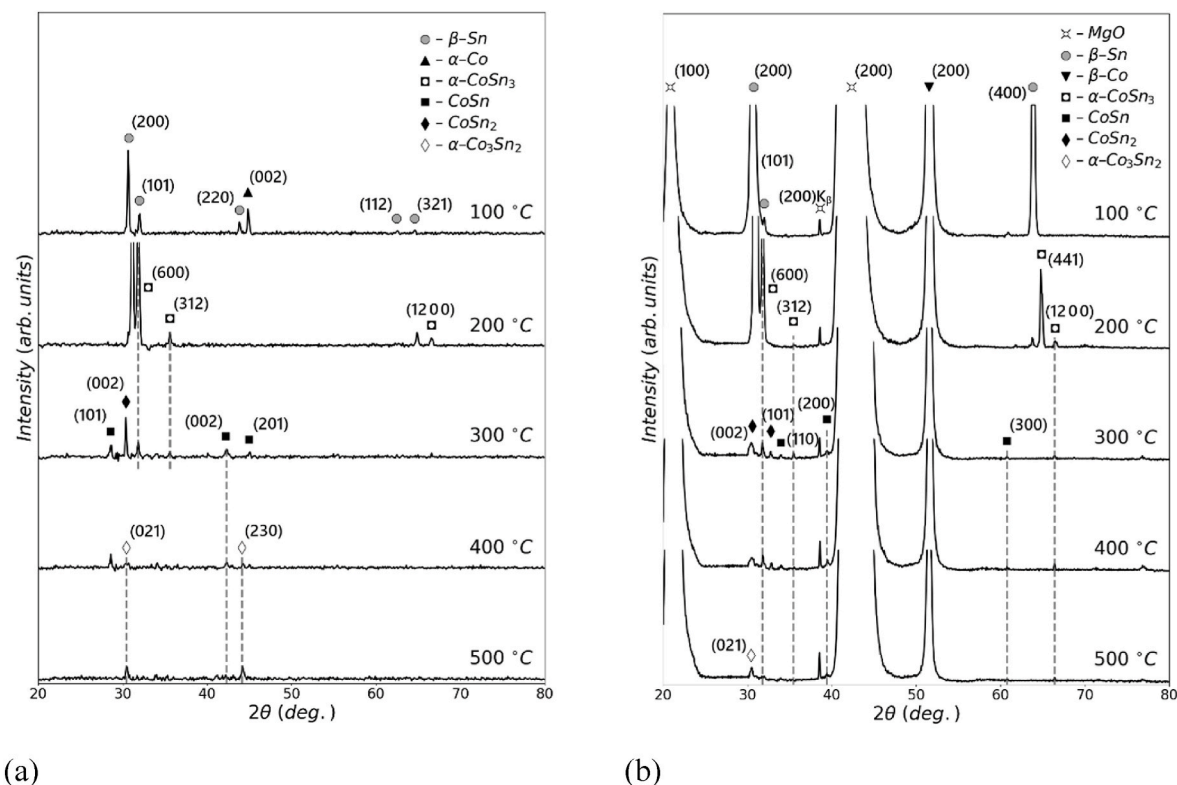 β–Sn
α–Co
α–CoSn3
CoSn
CoSn2
α–Co3Sn2
(200)
(101)
(220)
(002)
(112)
(321)
100 °C
(600)
(312)
(12 0 0)
200 °C
(002)
(101)
(002)
(201)
300 °C
(021)
(230)
400 °C
500 °C
20 30 40 50 60 70 80
2θ (deg.)
Intensity (arb. units)
(a)
MgO
β–Sn
β–Co
α–CoSn3
CoSn
CoSn2
α–Co3Sn2
(100)
(200)
(200)
(200)
(400)
(101)
(200)Kβ
100 °C
(441)
(600)
(312)
(12 0 0)
200 °C
(200)
(101)
(002)
(110)
(300)
300 °C
400 °C
(021)
500 °C
20 30 40 50 60 70 80
2θ (deg.)
Intensity (arb. units)
(b)